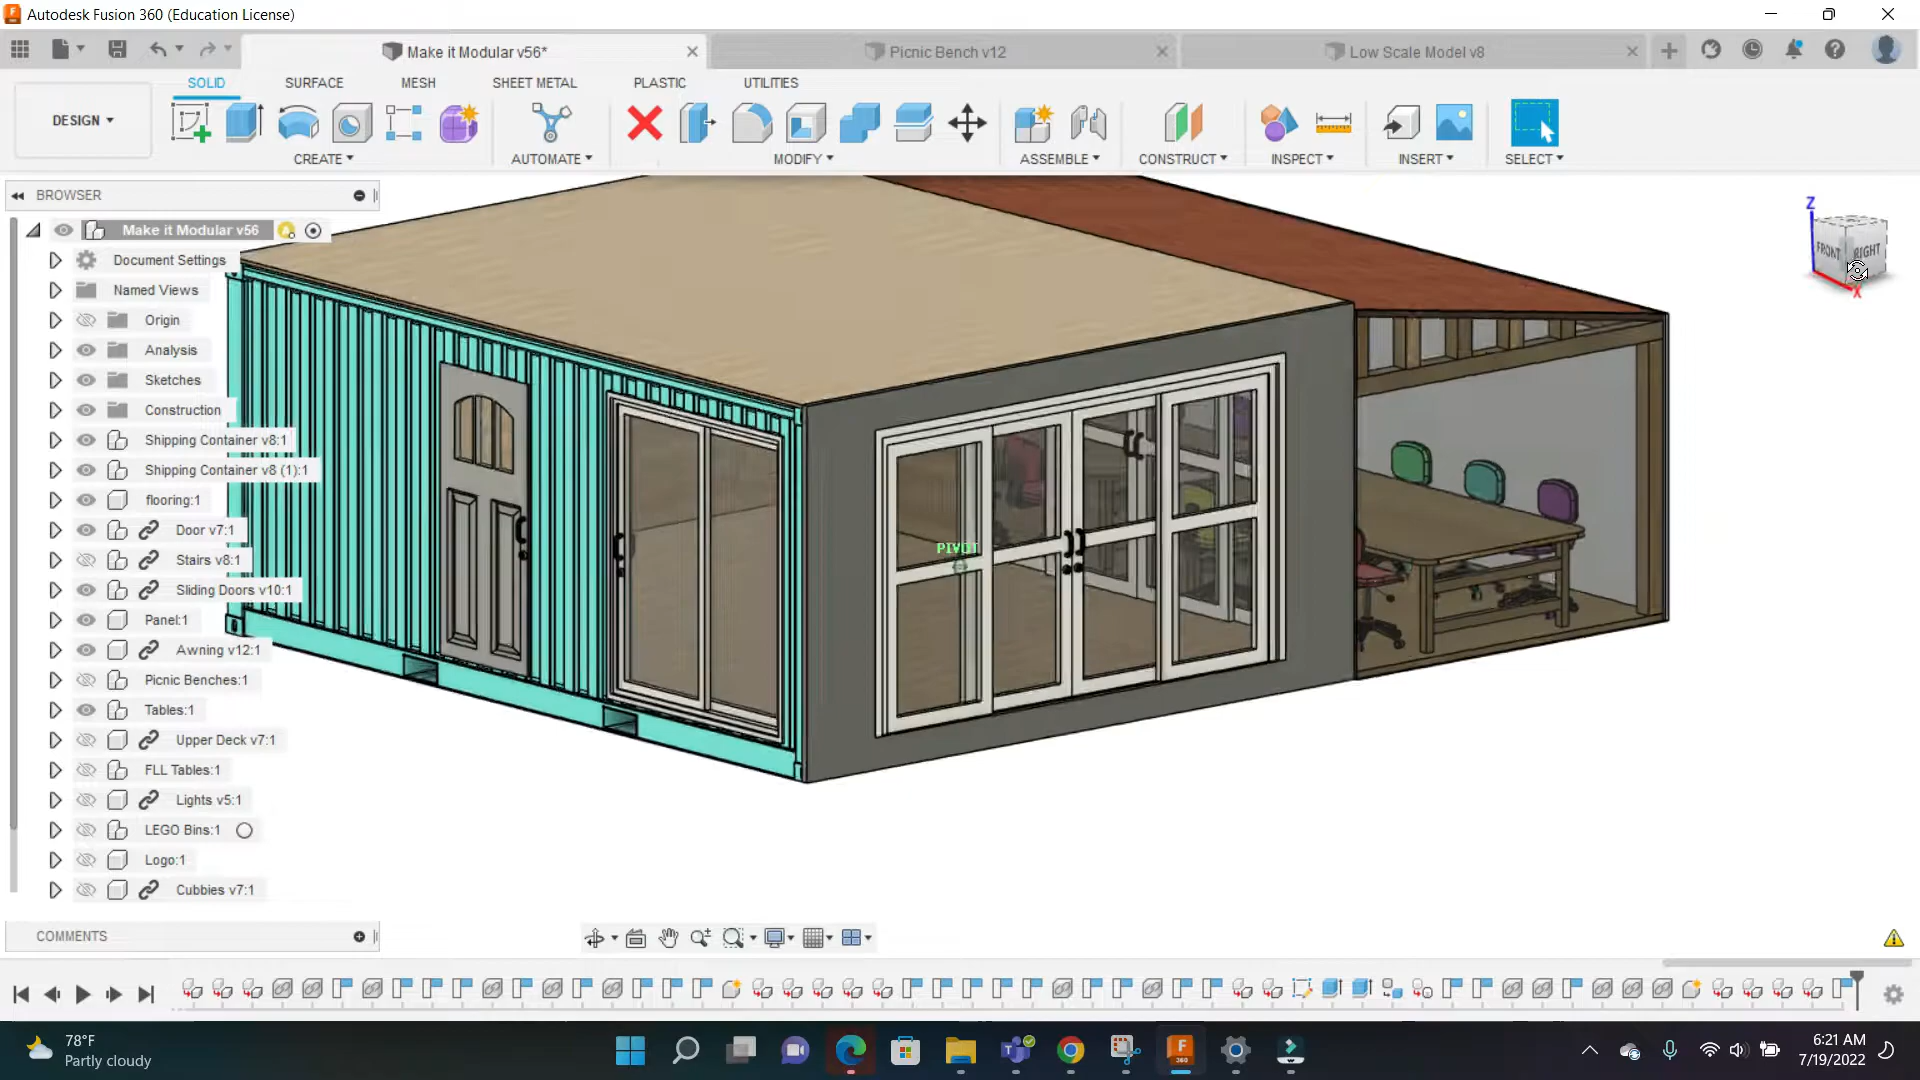 Autodesk Fusion 360 (Education License)
Make it Modular v56*
Picnic Bench v12
Low Scale Model v8
SOLID
SURFACE
MESH
SHEET METAL
PLASTIC
UTILITIES
DESIGN
CREATE
AUTOMATE
MODIFY
ASSEMBLE
CONSTRUCT
INSPECT
INSERT
SELECT
BROWSER
Make it Modular v56
Document Settings
Named Views
Origin
Analysis
Sketches
Construction
Shipping Container v8:1
Shipping Container v8 (1):1
flooring:1
Door v7:1
Stairs v8:1
Sliding Doors v10:1
Panel:1
Awning v12:1
Picnic Benches:1
Tables:1
Upper Deck v7:1
FLL Tables:1
Lights v5:1
LEGO Bins:1
Logo:1
Cubbies v7:1
PIVOT
Z
FRONT
RIGHT
X
COMMENTS
78°F
Partly cloudy
F
360
6:21 AM
7/19/2022